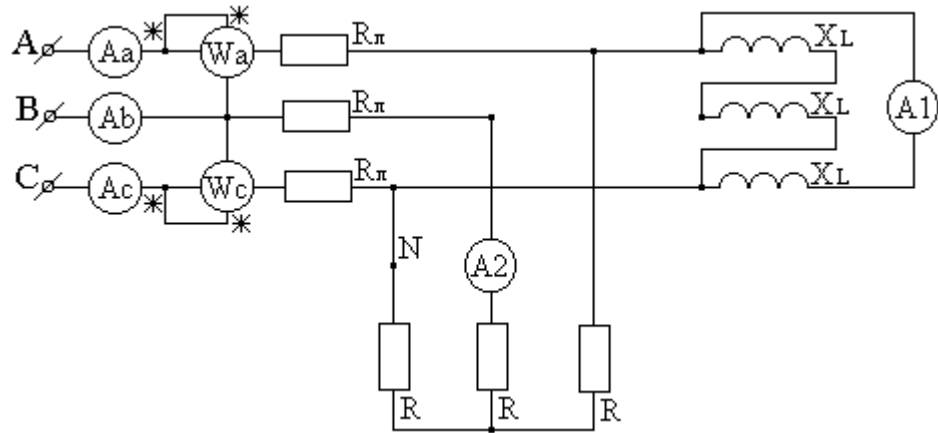 A Aa * * Wa Rл XL
B Ab Rл XL A1
C Ac * Wc * Rл XL
N
A2
R R R